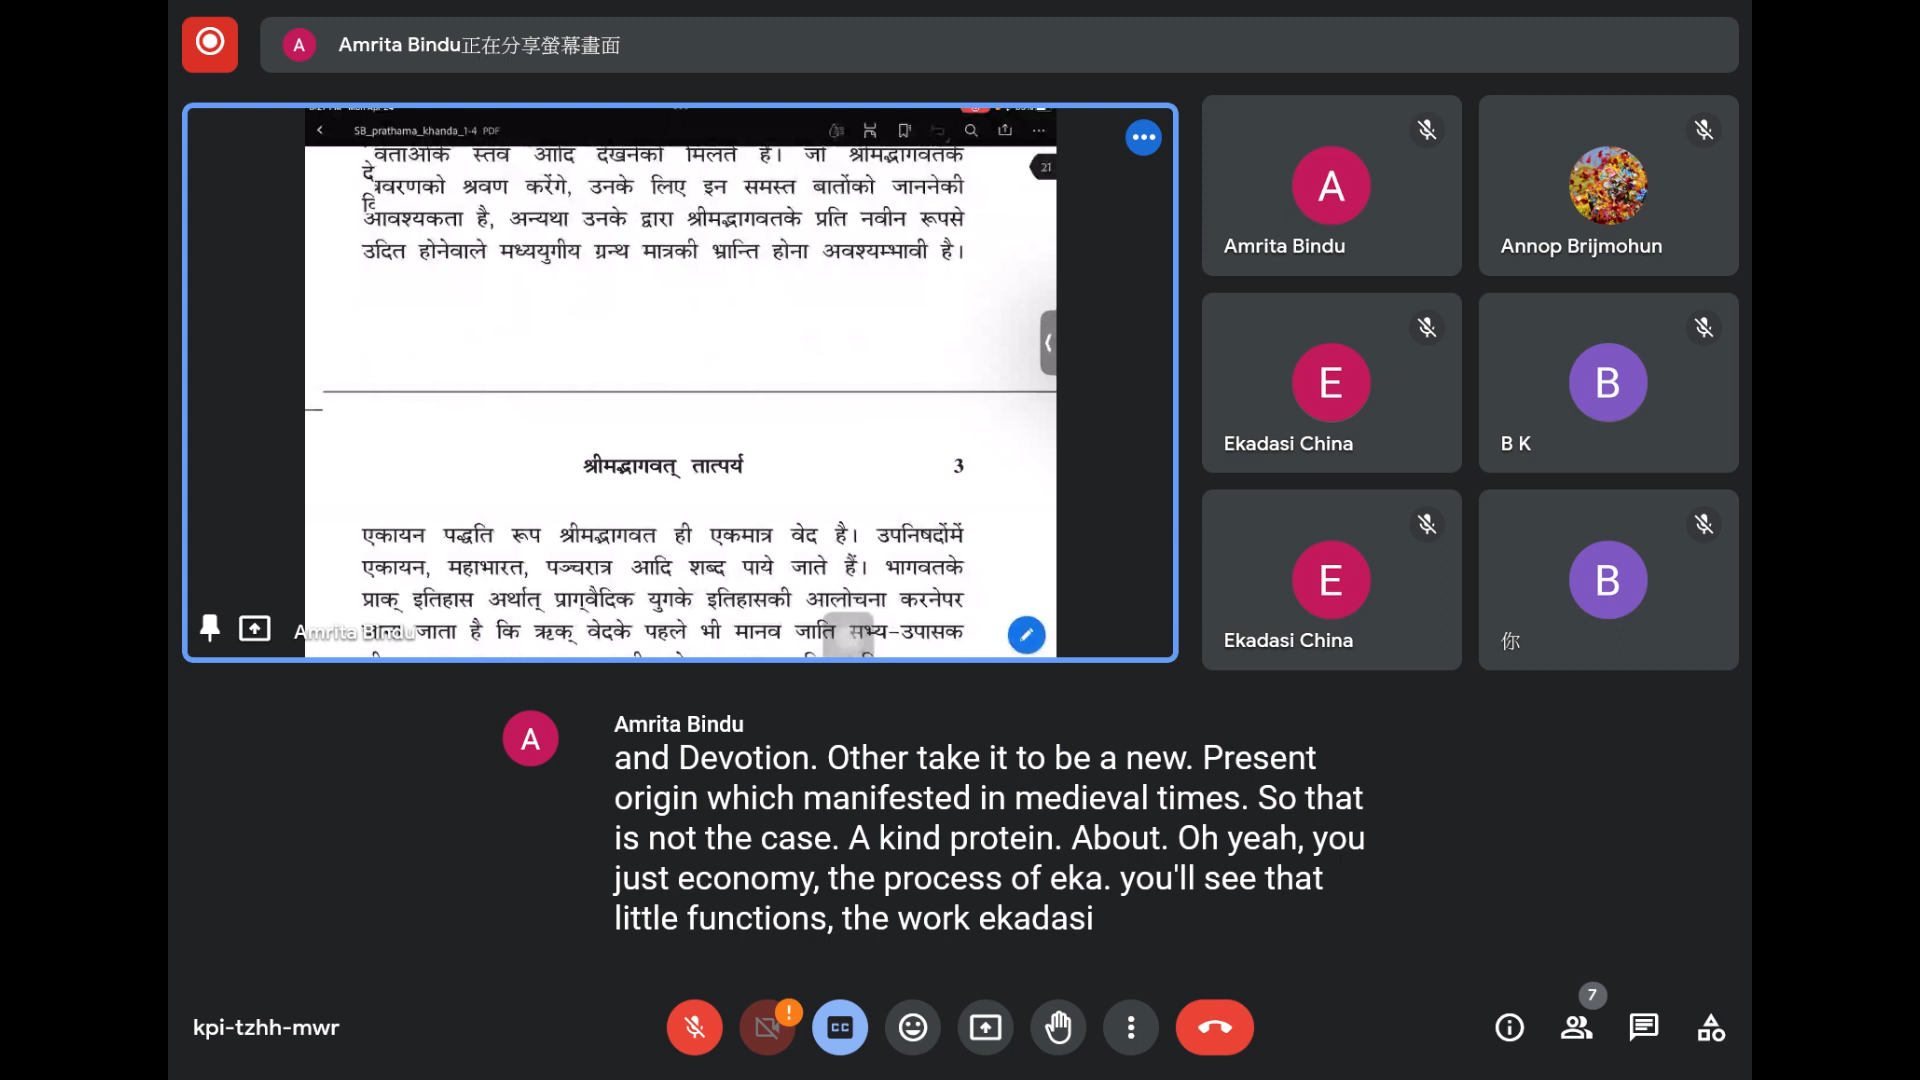 A Amrita Bindu正在分享螢幕畫面
SB_prathama_khanda_1-4 PDF
स्तव आदि देखनेको मिलते हैं। जो श्रीमद्भागवतके
श्रवण करेंगे, उनके लिए इन समस्त बातोंको जाननेकी
आवश्यकता है, अन्यथा उनके द्वारा श्रीमद्भागवतके प्रति नवीन रूपसे
उदित होनेवाले मध्ययुगीय ग्रन्थ मात्रकी भ्रान्ति होना अवश्यम्भावी है।
21
श्रीमद्भागवत् तात्पर्य 3
एकायन पद्धति रूप श्रीमद्भागवत ही एकमात्र वेद है। उपनिषदोंमें
एकायन, महाभारत, पञ्चरात्र आदि शब्द पाये जाते हैं। भागवतके
प्राक् इतिहास अर्थात् प्राग्वैदिक युगके इतिहासकी आलोचना करनेपर
जाता है कि ऋक् वेदके पहले भी मानव जाति सभ्य-उपासक
Amrita Bindu
A
Amrita Bindu
Annop Brijmohun
E
Ekadasi China
B
B K
E
Ekadasi China
B
你
A
Amrita Bindu
and Devotion. Other take it to be a new. Present
origin which manifested in medieval times. So that
is not the case. A kind protein. About. Oh yeah, you
just economy, the process of eka. you'll see that
little functions, the work ekadasi
kpi-tzhh-mwr
!
CC
7